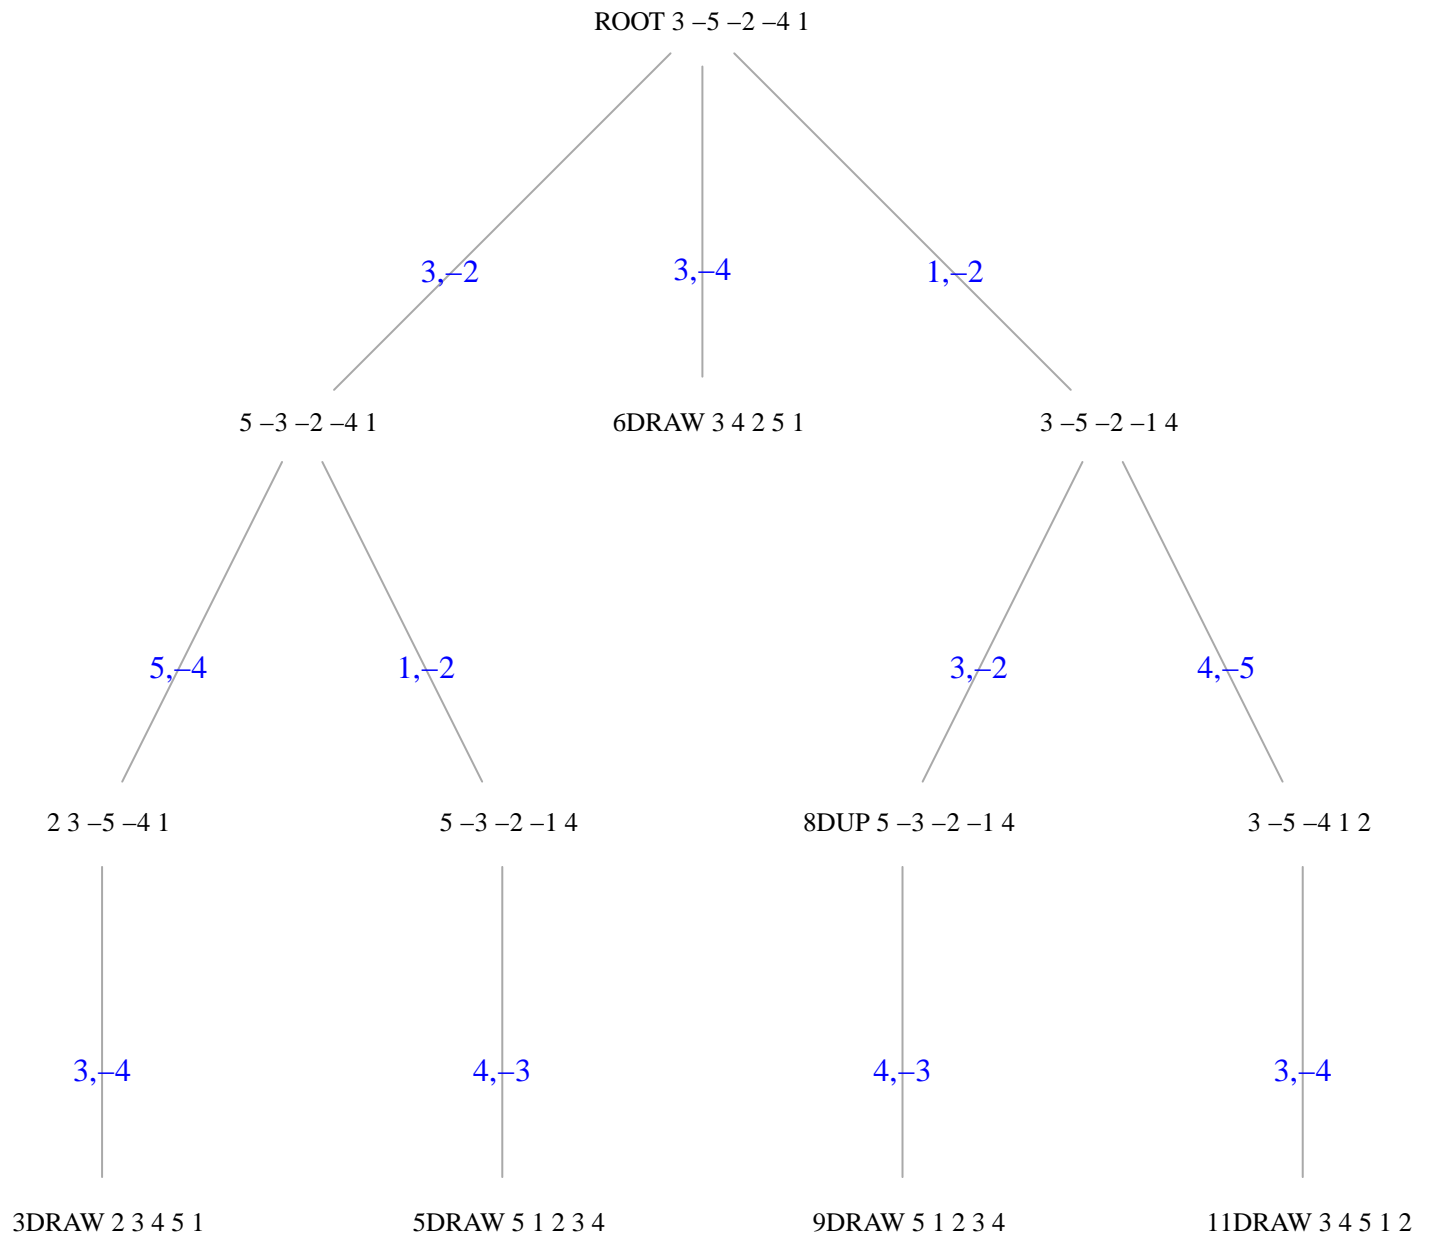 ROOT 3 –5 –2 –4 1
3,–2
3,–4
1,–2
5 –3 –2 –4 1
6DRAW 3 4 2 5 1
3 –5 –2 –1 4
5,–4
1,–2
3,–2
4,–5
2 3 –5 –4 1
5 –3 –2 –1 4
8DUP 5 –3 –2 –1 4
3 –5 –4 1 2
3,–4
4,–3
4,–3
3,–4
3DRAW 2 3 4 5 1
5DRAW 5 1 2 3 4
9DRAW 5 1 2 3 4
11DRAW 3 4 5 1 2